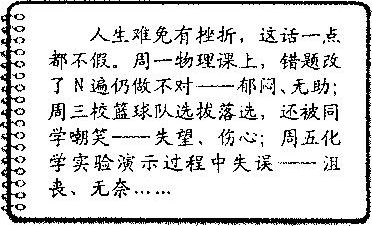 人生难免有挫折，这话一点
都不假。周一物理课上，错题改
了N遍仍做不对——郁闷、无助；
周三校篮球队选拔落选，还被同
学嘲笑——失望、伤心；周五化
学实验演示过程中失误——沮
丧、无奈……